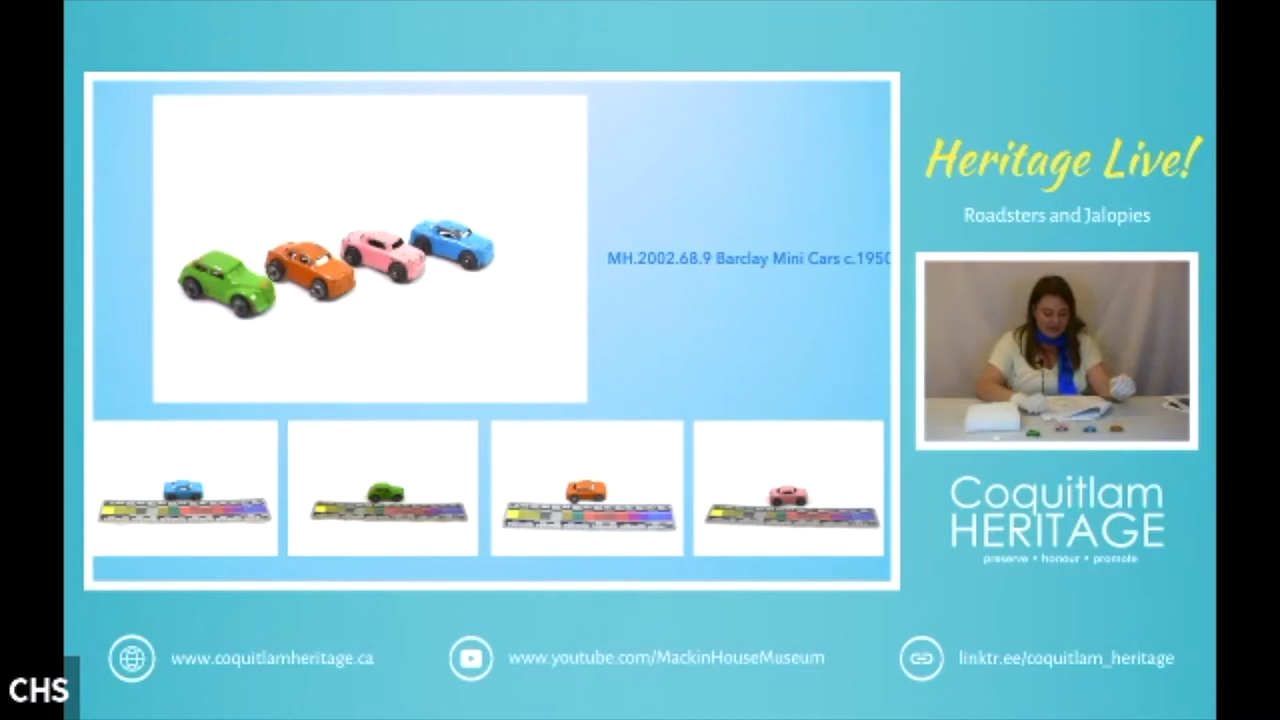 Heritage Live!
Roadsters and Jalopies
MH.2002.68.9 Barclay Mini Cars c.1950
Coquitlam
HERITAGE
preserve • honour • promote
www.coquitlamheritage.ca
www.youtube.com/MackinHouseMuseum
linktr.ee/coquitlam_heritage
CHS